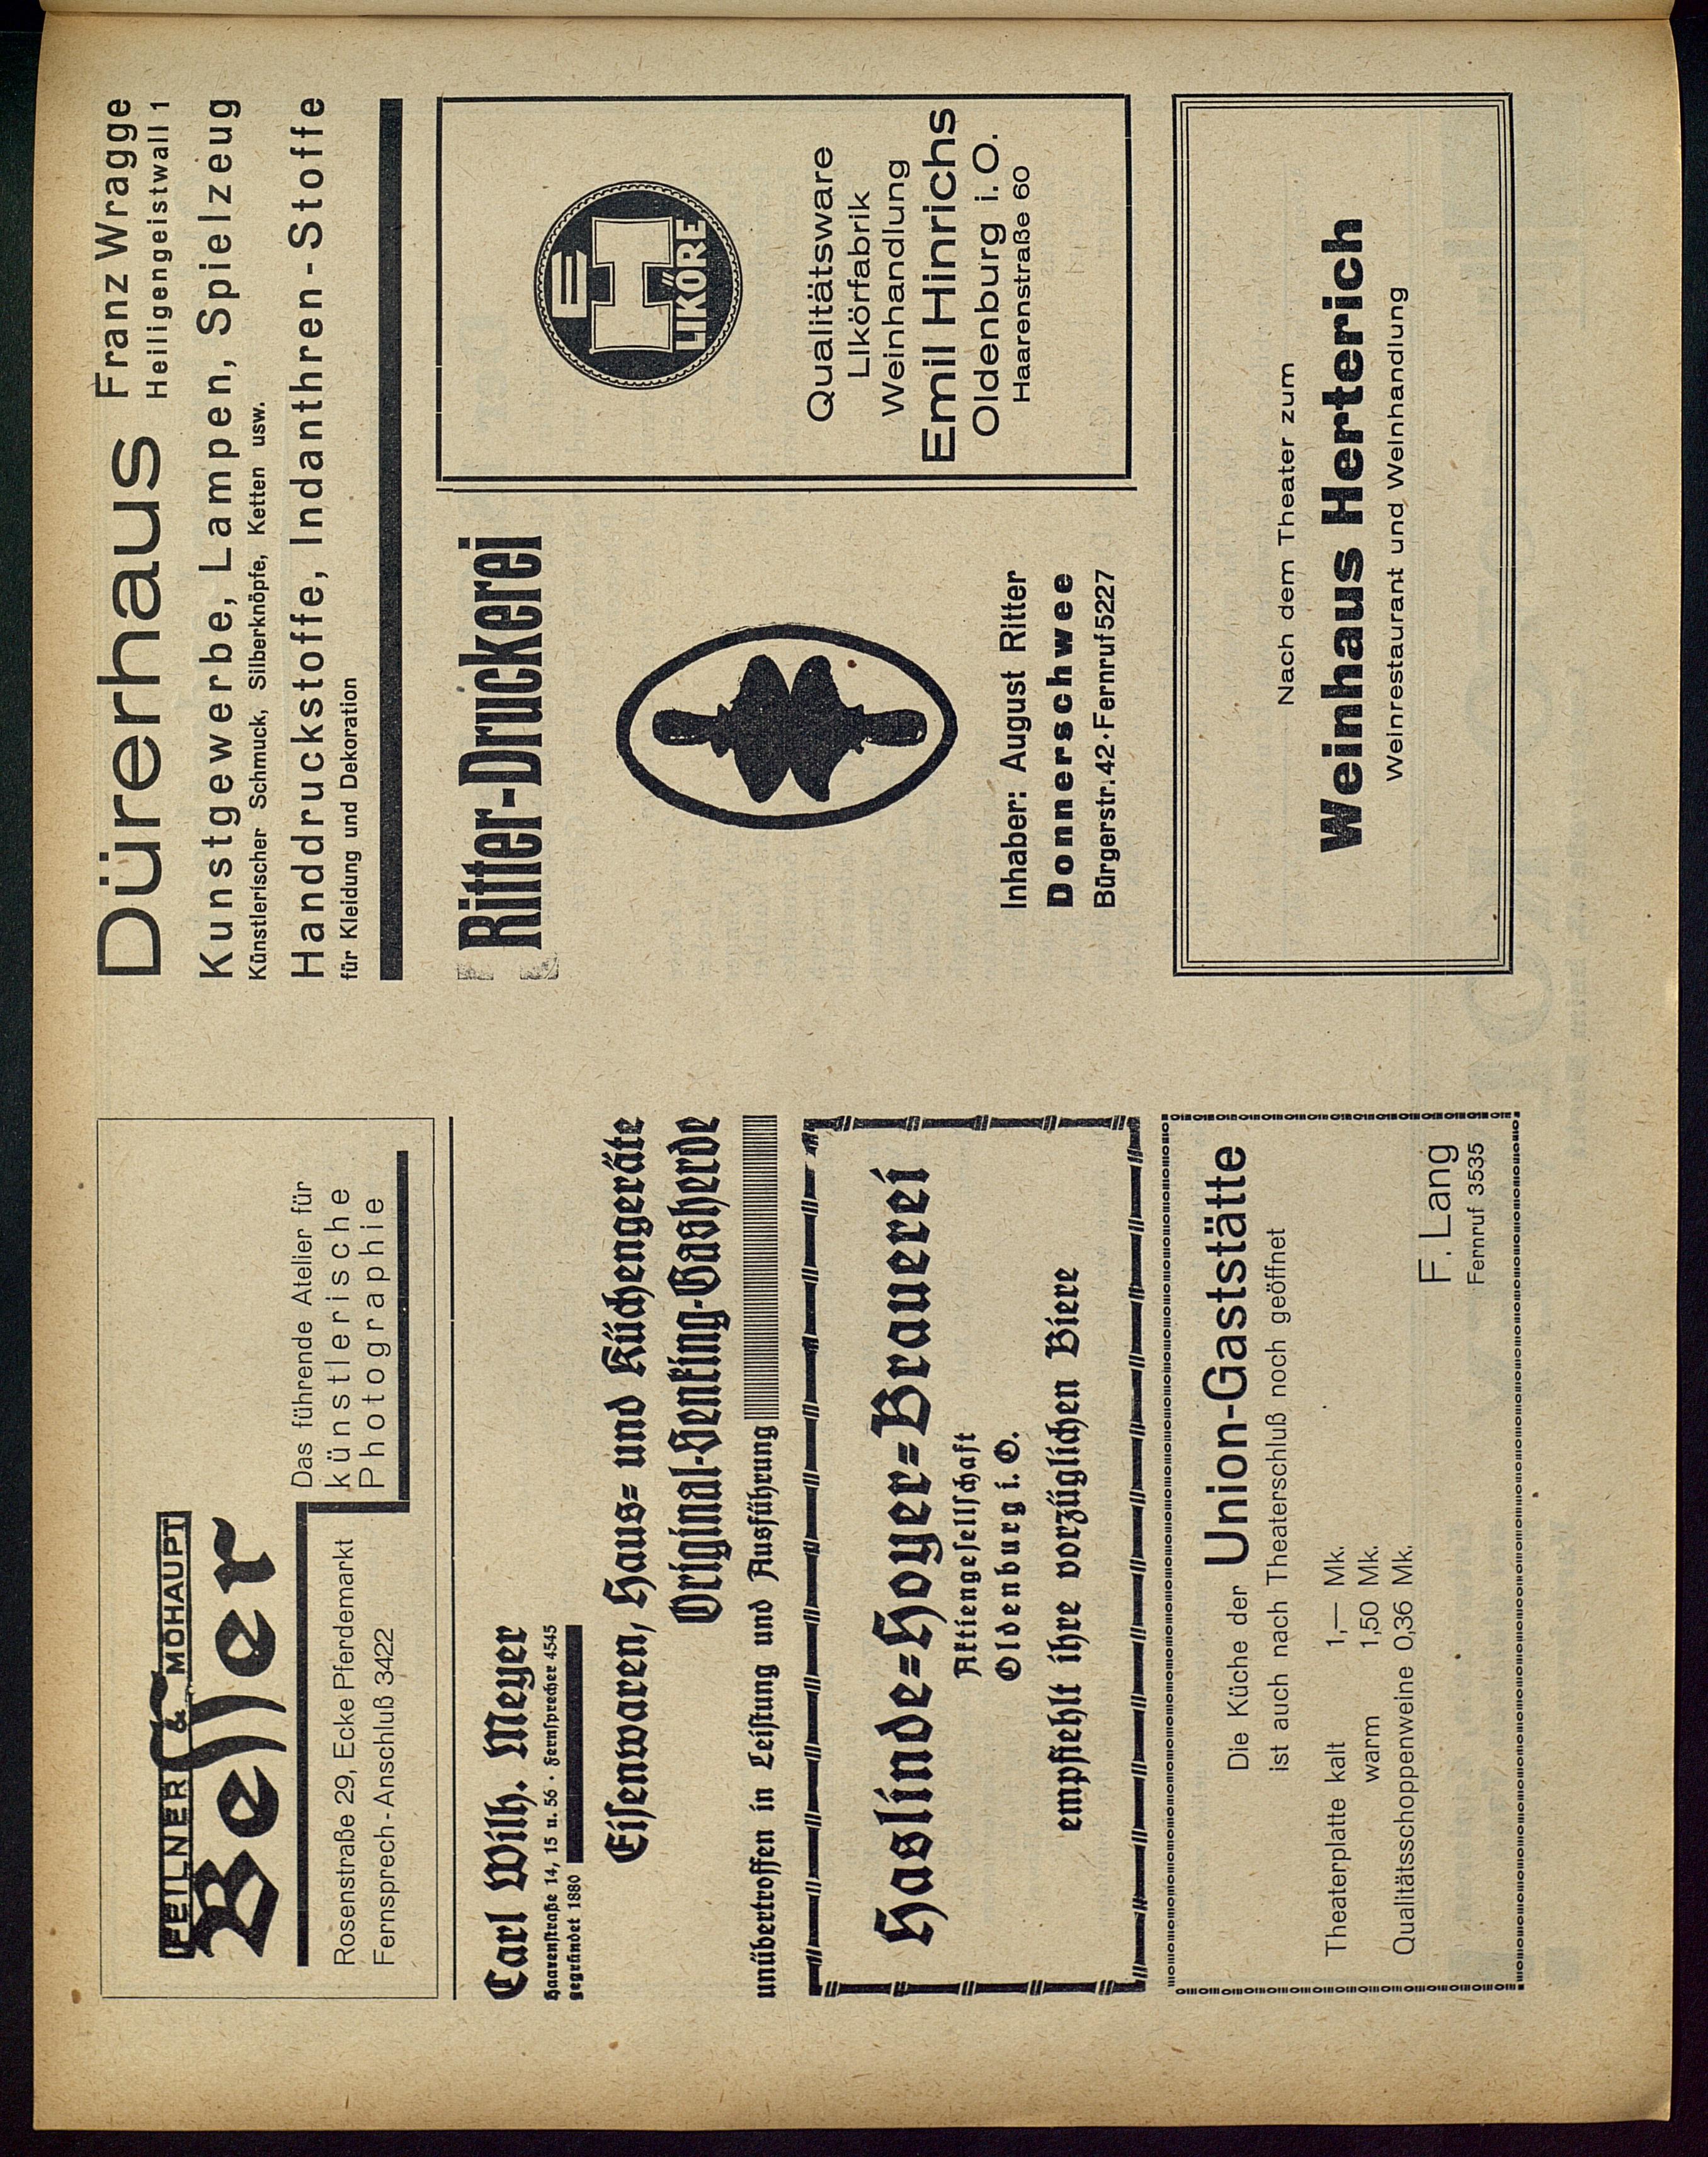 FEILNER & MOHAUPT
Beſſer
Das führende Atelier für
künstlerische
Photographie
Rosenstraße 29, Ecke Pferdemarkt
Fernsprech-Anschluß 3422
Carl Wilh. Meyer
Haarenſtraße 14, 15 u. 56 · Fernſprecher 4545
gegründet 1880
Eiſenwaren, Haus- und Küchengeräte
Original-Senking-Gasherde
unübertroffen in Leiſtung und Ausführung
Haslinde-Hoyer-Brauerei
Aktiengeſellſchaft
Oldenburg i. O.
empfiehlt ihre vorzüglichen Biere
Die Küche der Union-Gaststätte
ist auch nach Theaterschluß noch geöffnet
Theaterplatte kalt 1,— Mk.
warm 1,50 Mk.
Qualitätsschoppenweine 0,36 Mk.
F. Lang
Fernruf 3535
Dürerhaus Franz Wragge
Heiligengeistwall 1
Kunstgewerbe, Lampen, Spielzeug
Künstlerischer Schmuck, Silberknöpfe, Ketten usw.
Handdruckstoffe, Indanthren-Stoffe
für Kleidung und Dekoration
Ritter-Druckerei
Inhaber: August Ritter
Donnerschwee
Bürgerstr. 42 · Fernruf 5227
E
H
LIKÖRE
Qualitätsware
Likörfabrik
Weinhandlung
Emil Hinrichs
Oldenburg i. O.
Haarenstraße 60
Nach dem Theater zum
Weinhaus Herterich
Weinrestaurant und Weinhandlung